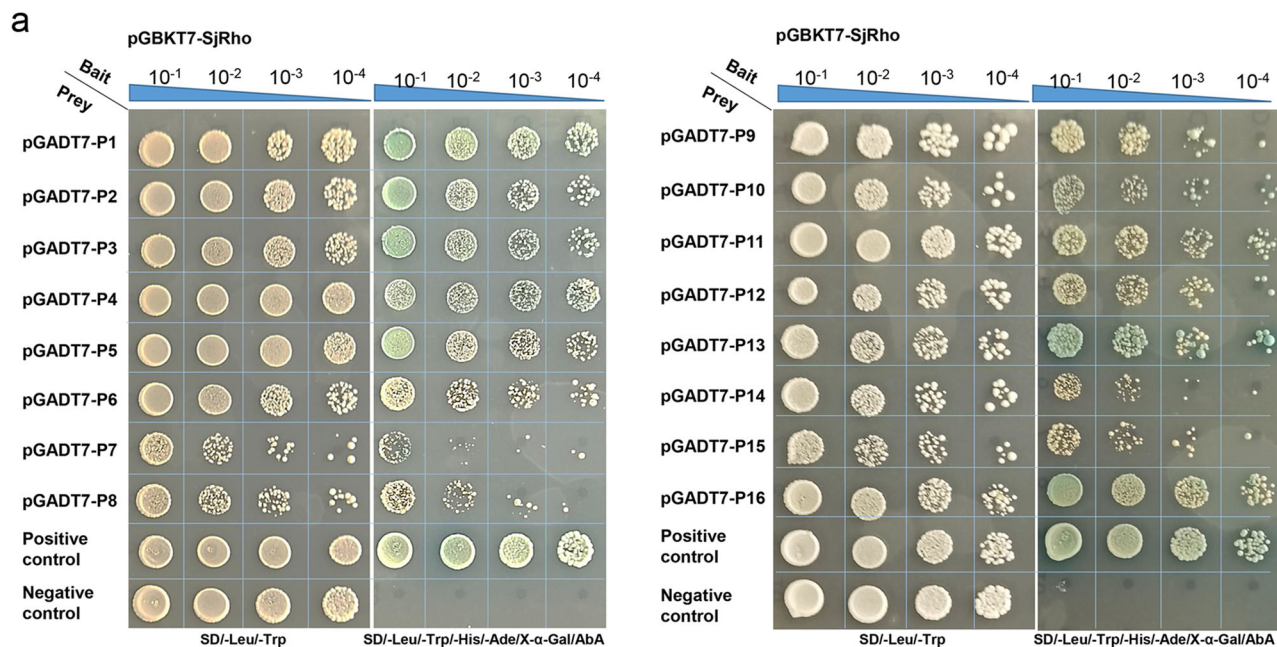 a
pGBKT7-SjRho
Bait
Prey
10-1 10-2 10-3 10-4 10-1 10-2 10-3 10-4
pGADT7-P1
pGADT7-P2
pGADT7-P3
pGADT7-P4
pGADT7-P5
pGADT7-P6
pGADT7-P7
pGADT7-P8
Positive
control
Negative
control
SD/-Leu/-Trp SD/-Leu/-Trp/-His/-Ade/X-α-Gal/AbA
pGBKT7-SjRho
Bait
Prey
10-1 10-2 10-3 10-4 10-1 10-2 10-3 10-4
pGADT7-P9
pGADT7-P10
pGADT7-P11
pGADT7-P12
pGADT7-P13
pGADT7-P14
pGADT7-P15
pGADT7-P16
Positive
control
Negative
control
SD/-Leu/-Trp SD/-Leu/-Trp/-His/-Ade/X-α-Gal/AbA